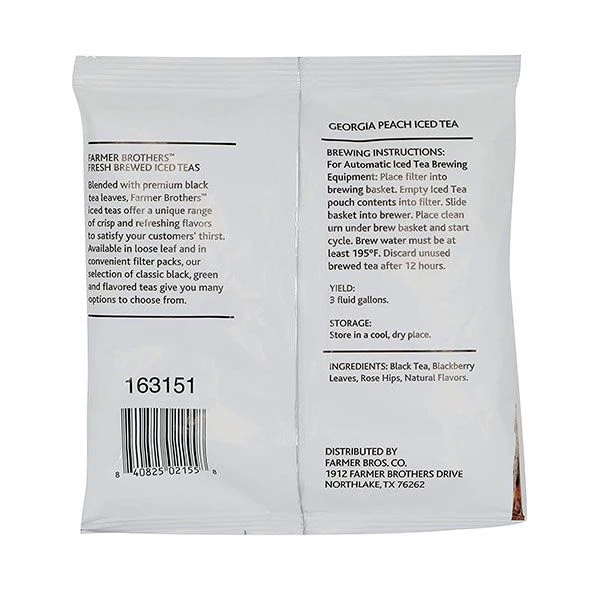 FARMER BROTHERS™
FRESH BREWED ICED TEAS
Blended with premium black
tea leaves, Farmer Brothers™
iced teas offer a unique range
of crisp and refreshing flavors
to satisfy your customers' thirst.
Available in loose leaf and in
convenient filter packs, our
selection of classic black, green
and flavored teas give you many
options to choose from.
163151
8 40825 02155 8
GEORGIA PEACH ICED TEA
BREWING INSTRUCTIONS:
For Automatic Iced Tea Brewing
Equipment: Place filter into
brewing basket. Empty Iced Tea
pouch contents into filter. Slide
basket into brewer. Place clean
urn under brew basket and start
cycle. Brew water must be at
least 195°F. Discard unused
brewed tea after 12 hours.
YIELD:
3 fluid gallons.
STORAGE:
Store in a cool, dry place.
INGREDIENTS: Black Tea, Blackberry
Leaves, Rose Hips, Natural Flavors.
DISTRIBUTED BY
FARMER BROS. CO.
1912 FARMER BROTHERS DRIVE
NORTHLAKE, TX 76262